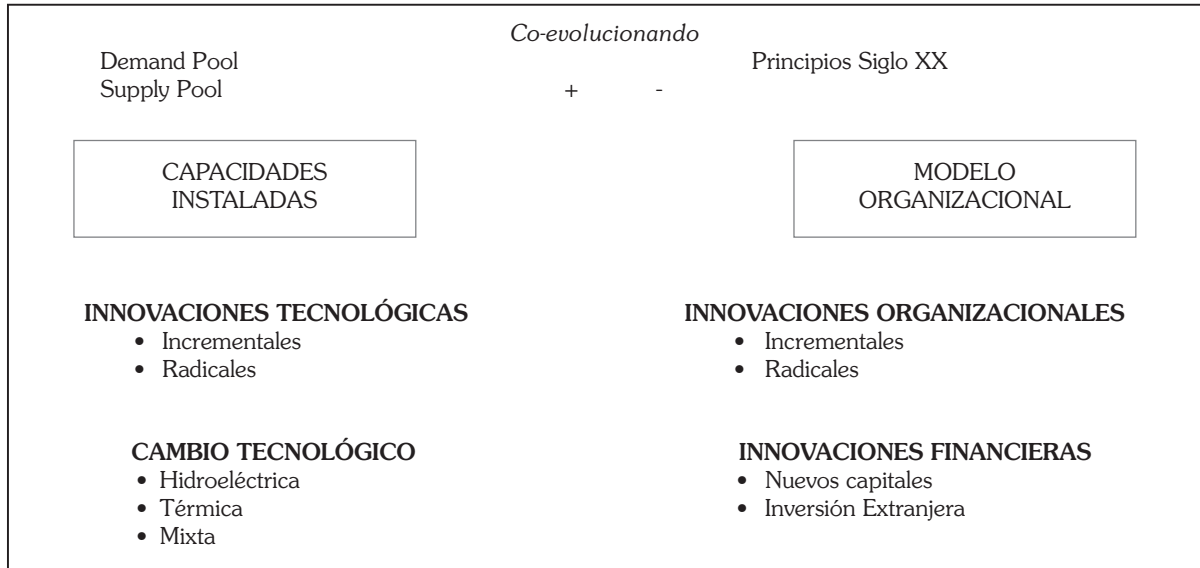 Co-evolucionando
Demand Pool
Supply Pool
Principios Siglo XX
+ -
CAPACIDADES
INSTALADAS
MODELO
ORGANIZACIONAL
INNOVACIONES TECNOLÓGICAS
• Incrementales
• Radicales
INNOVACIONES ORGANIZACIONALES
• Incrementales
• Radicales
CAMBIO TECNOLÓGICO
• Hidroeléctrica
• Térmica
• Mixta
INNOVACIONES FINANCIERAS
• Nuevos capitales
• Inversión Extranjera